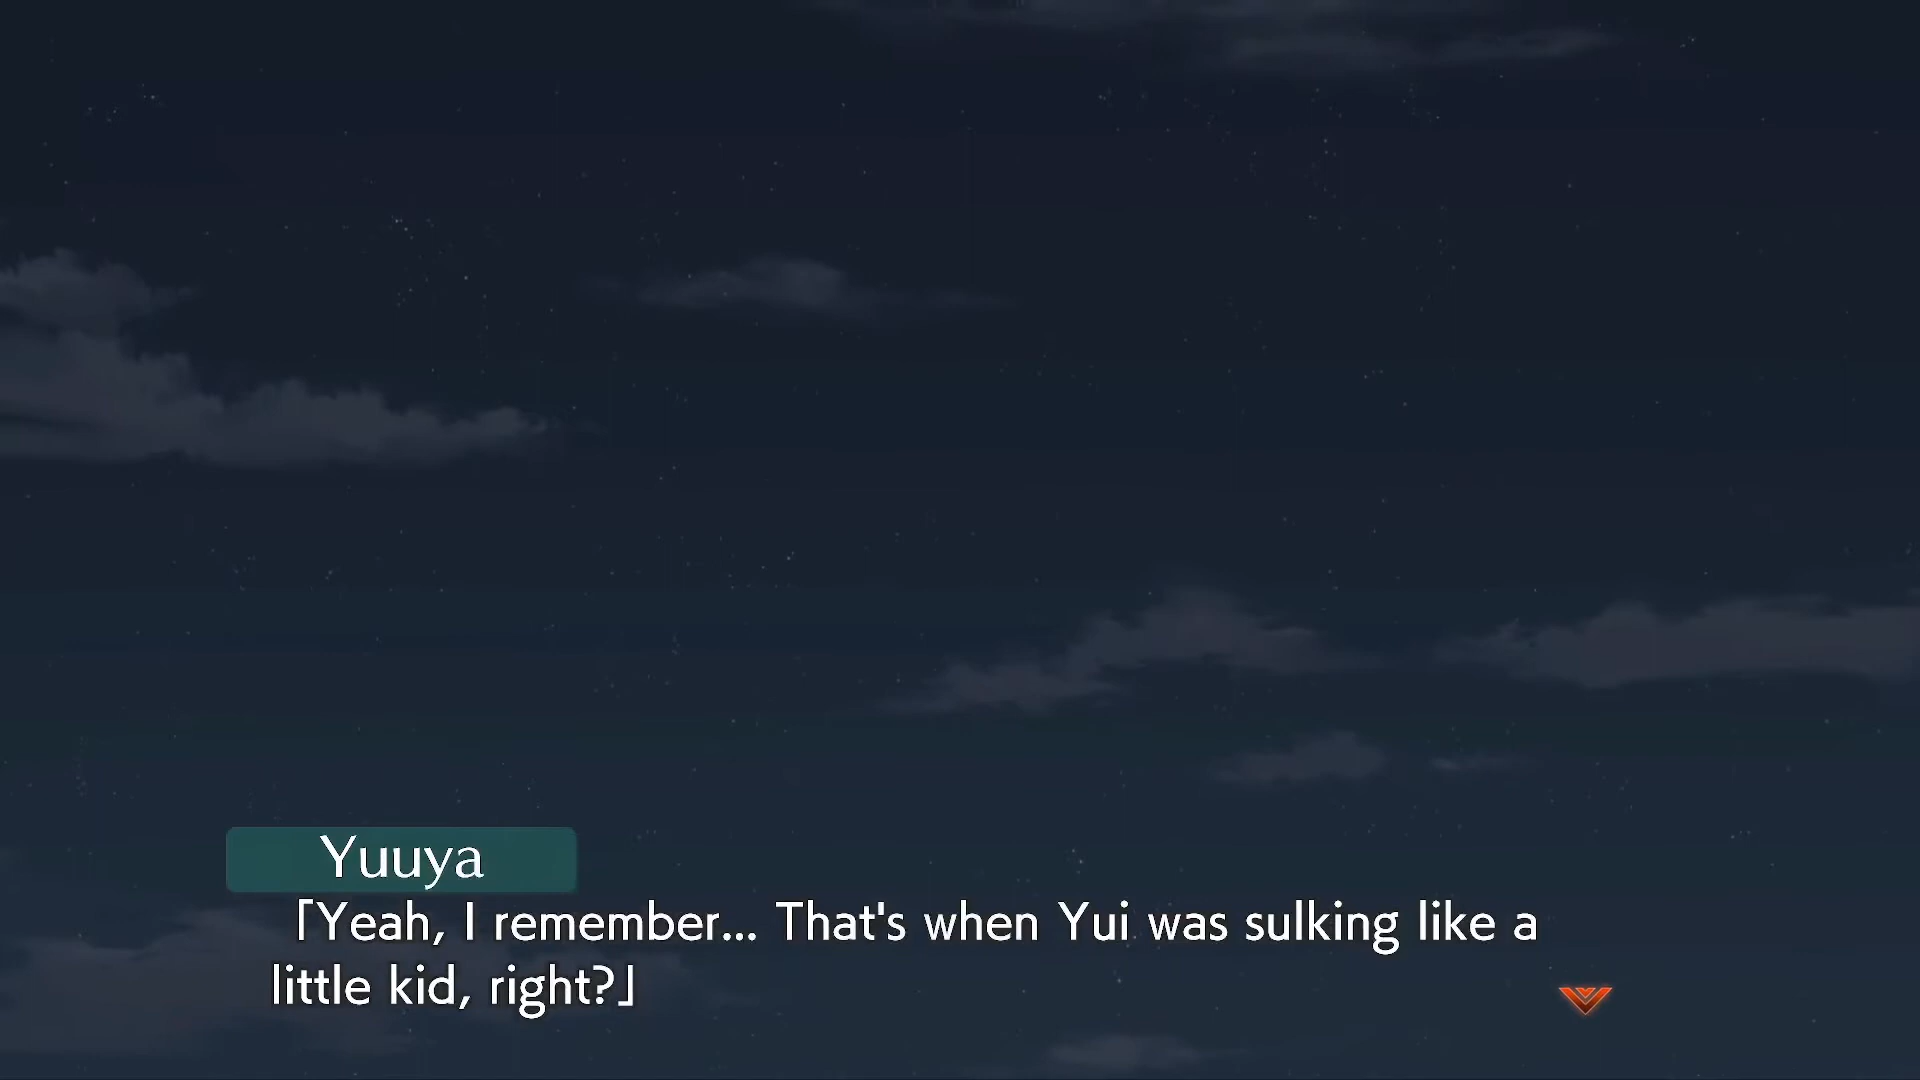 Yuuya
「Yeah, I remember... That's when Yui was sulking like a
little kid, right?」